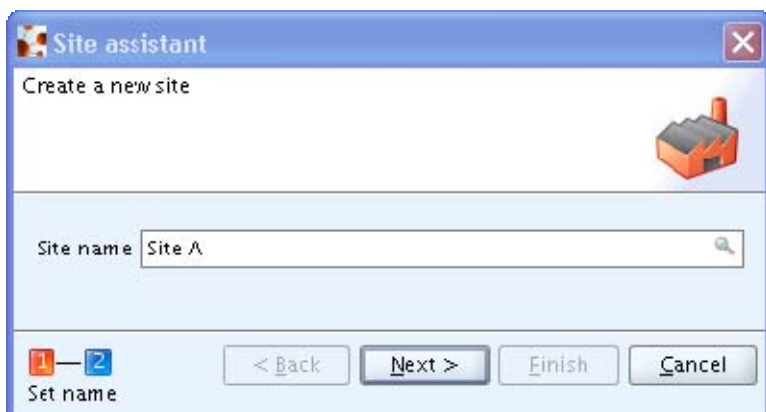 Site assistant
Create a new site
Site name Site A
1 2
< Back Next > Finish Cancel
Set name